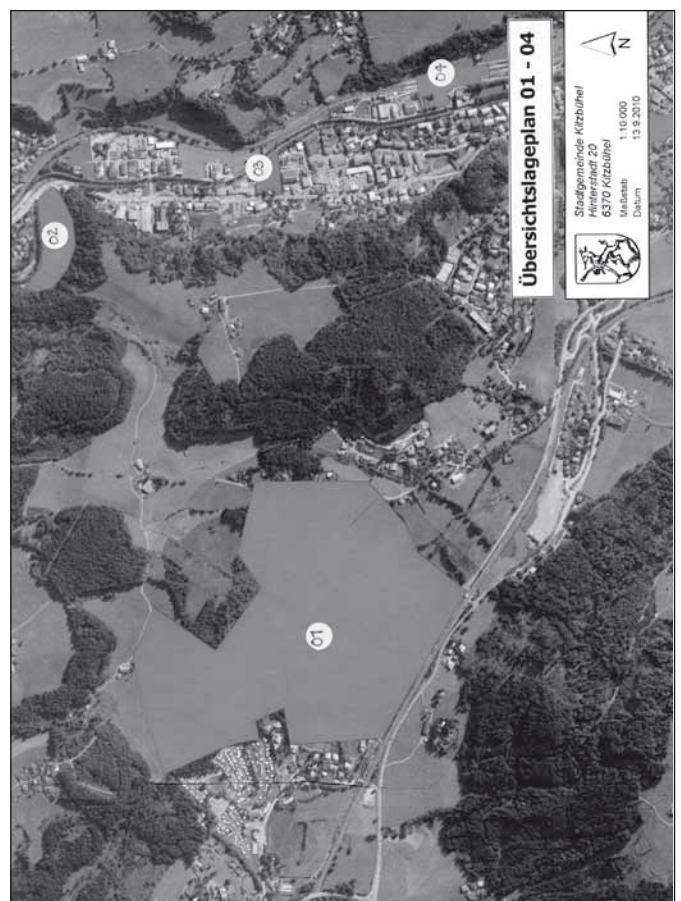 Übersichtslageplan 01 - 04
Stadtgemeinde Kitzbühel
Hinterstadt 20
6370 Kitzbühel
Maßstab 1:10.000
Datum 13.9.2010
N
01
02
03
04